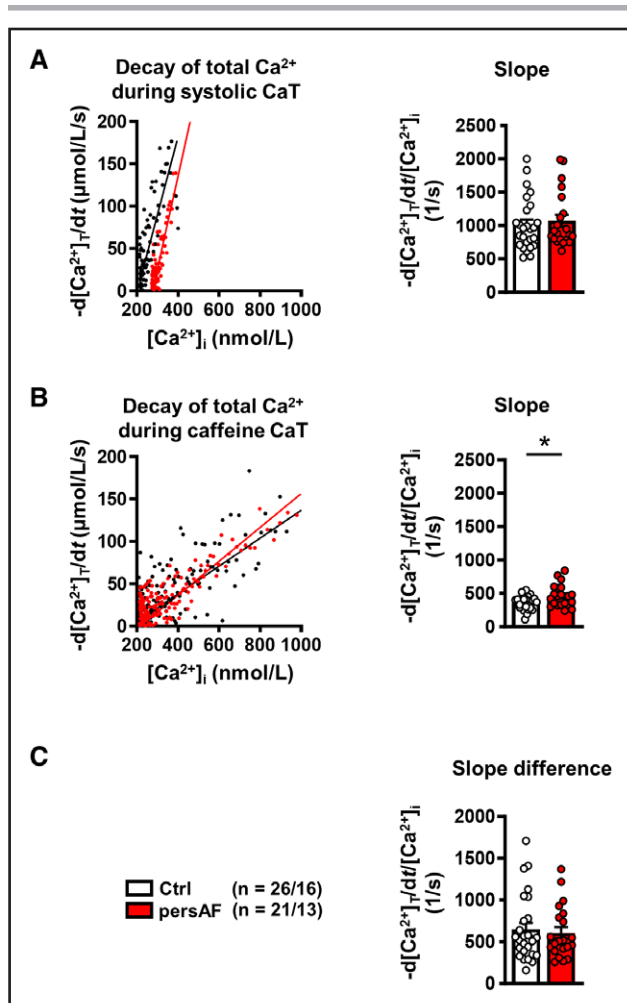 A
Decay of total Ca²⁺
during systolic CaT
Slope
-d[Ca²⁺]T/dt (µmol/L/s)
200
150
100
50
0
200 400 600 800 1000
[Ca²⁺]i (nmol/L)
-d[Ca²⁺]T/dt/[Ca²⁺]i
(1/s)
2500
2000
1500
1000
500
0
B
Decay of total Ca²⁺
during caffeine CaT
Slope
-d[Ca²⁺]T/dt (µmol/L/s)
200
150
100
50
0
200 400 600 800 1000
[Ca²⁺]i (nmol/L)
-d[Ca²⁺]T/dt/[Ca²⁺]i
(1/s)
2500
2000
1500
1000
500
0
*
C
Slope difference
Ctrl (n = 26/16)
persAF (n = 21/13)
-d[Ca²⁺]T/dt/[Ca²⁺]i
(1/s)
2000
1500
1000
500
0